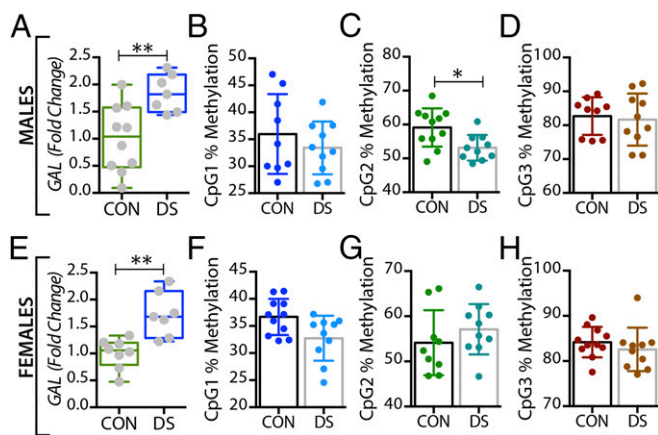 A B C D
MALES
GAL (Fold Change)
2.5
2.0
1.5
1.0
0.5
0.0
**
CON DS
CpG1 % Methylation
50
45
40
35
30
25
CON DS
CpG2 % Methylation
80
70
60
50
40
*
CON DS
CpG3 % Methylation
100
90
80
70
60
CON DS
E F G H
FEMALES
GAL (Fold Change)
2.5
2.0
1.5
1.0
0.5
0.0
**
CON DS
CpG1 % Methylation
45
40
35
30
25
20
CON DS
CpG2 % Methylation
70
60
50
40
CON DS
CpG3 % Methylation
100
90
80
70
CON DS